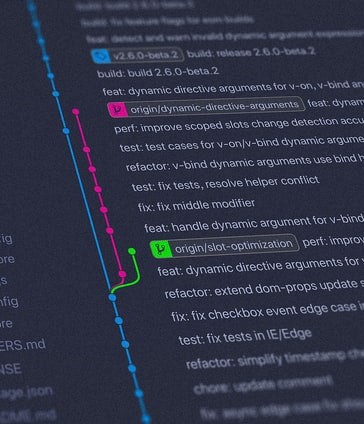 build: build 2.6.0-beta.2
build: fix feature flags for esm builds
feat: detect and warn invalid dynamic argument expressions
v2.6.0-beta.2 build: release 2.6.0-beta.2
build: build 2.6.0-beta.2
feat: dynamic directive arguments for v-on, v-bind an
origin/dynamic-directive-arguments feat: dynam
perf: improve scoped slots change detection accu
test: test cases for v-on/v-bind dynamic argume
refactor: v-bind dynamic arguments use bind h
test: fix tests, resolve helper conflict
fix: fix middle modifier
feat: handle dynamic argument for v-bind.
origin/slot-optimization perf: improv
feat: dynamic directive arguments for v
refactor: extend dom-props update s
fix: fix checkbox event edge case in
test: fix tests in IE/Edge
refactor: simplify timestamp ch
chore: update comment
fix: async edge case fix sh
ig
ore
s
nfig
re
ERS.md
NSE
age.json
DME.md